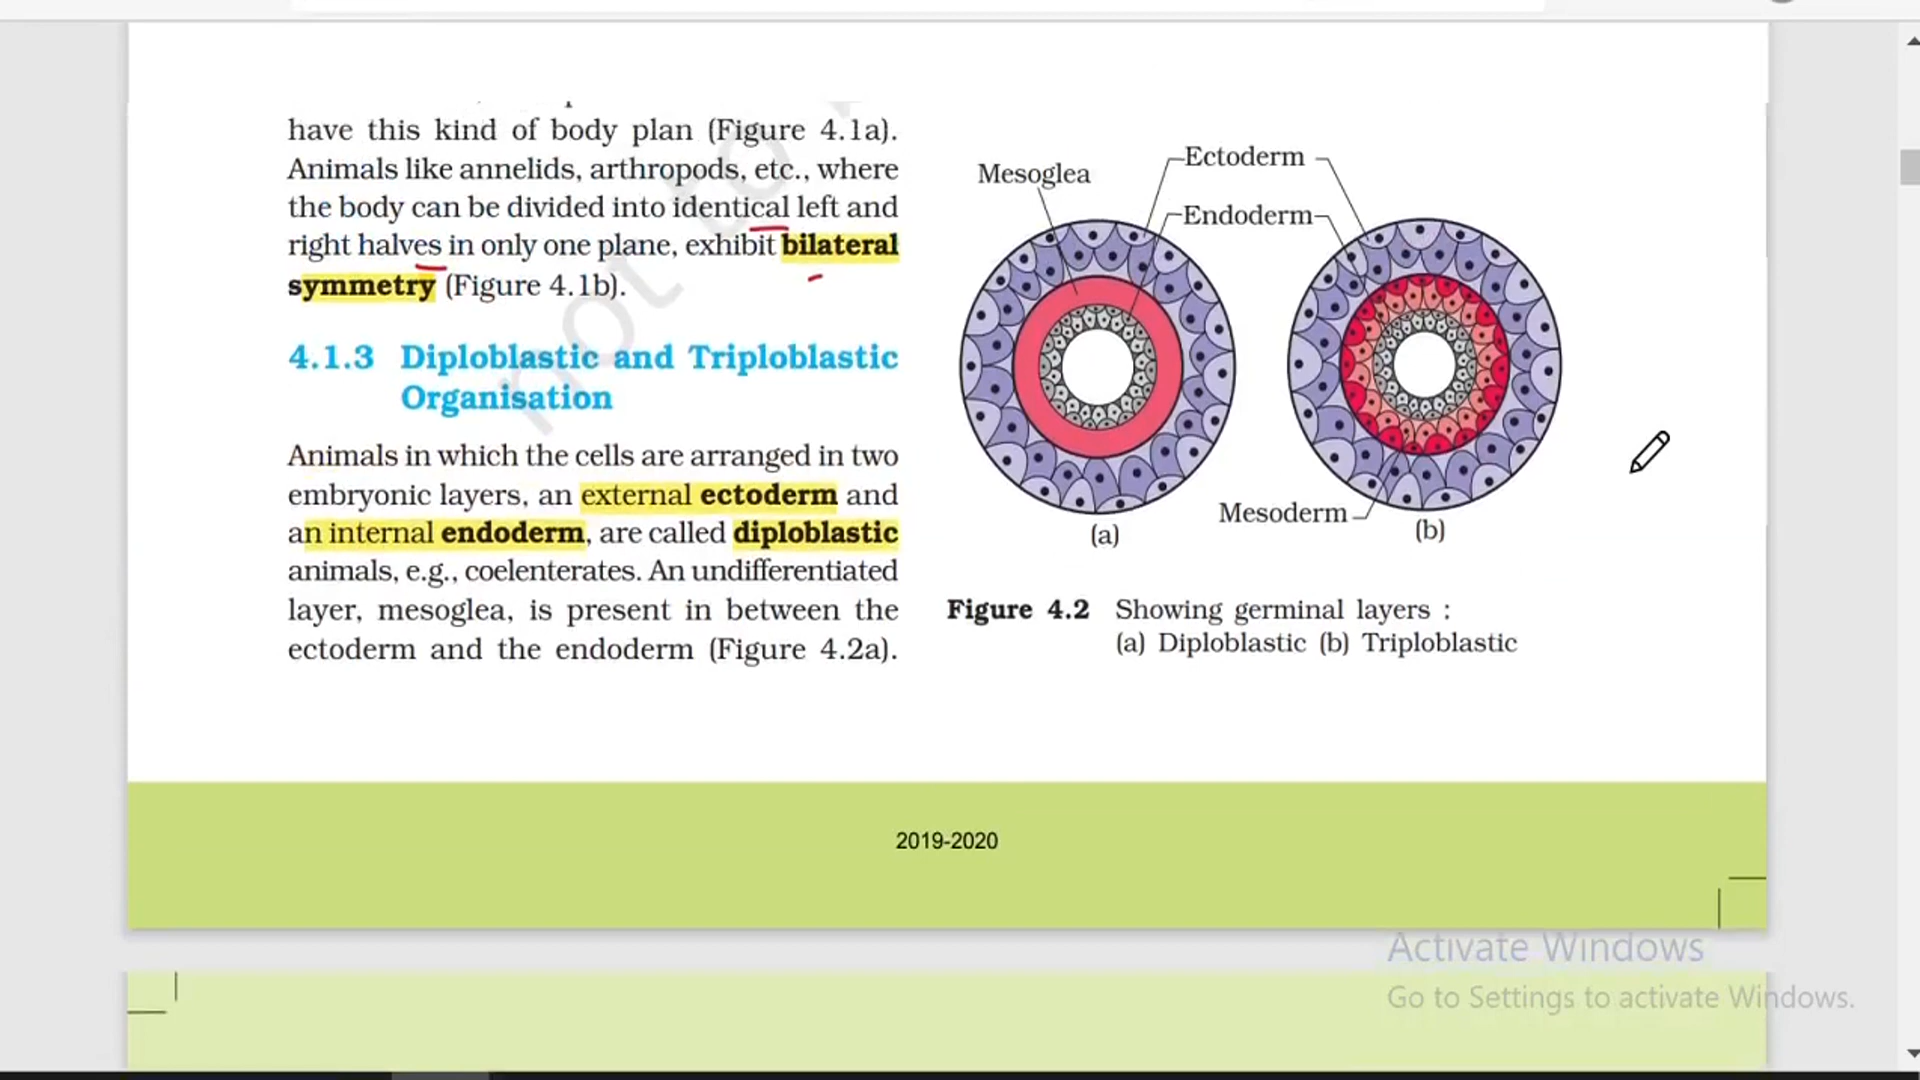 have this kind of body plan (Figure 4.1a).
Animals like annelids, arthropods, etc., where
the body can be divided into identical left and
right halves in only one plane, exhibit bilateral
symmetry (Figure 4.1b).
4.1.3 Diploblastic and Triploblastic
Organisation
Animals in which the cells are arranged in two
embryonic layers, an external ectoderm and
an internal endoderm, are called diploblastic
animals, e.g., coelenterates. An undifferentiated
layer, mesoglea, is present in between the
ectoderm and the endoderm (Figure 4.2a).
not to
Mesoglea
Ectoderm
Endoderm
Mesoderm
(a)
(b)
Figure 4.2 Showing germinal layers :
(a) Diploblastic (b) Triploblastic
2019-2020
Activate Windows
Go to Settings to activate Windows.